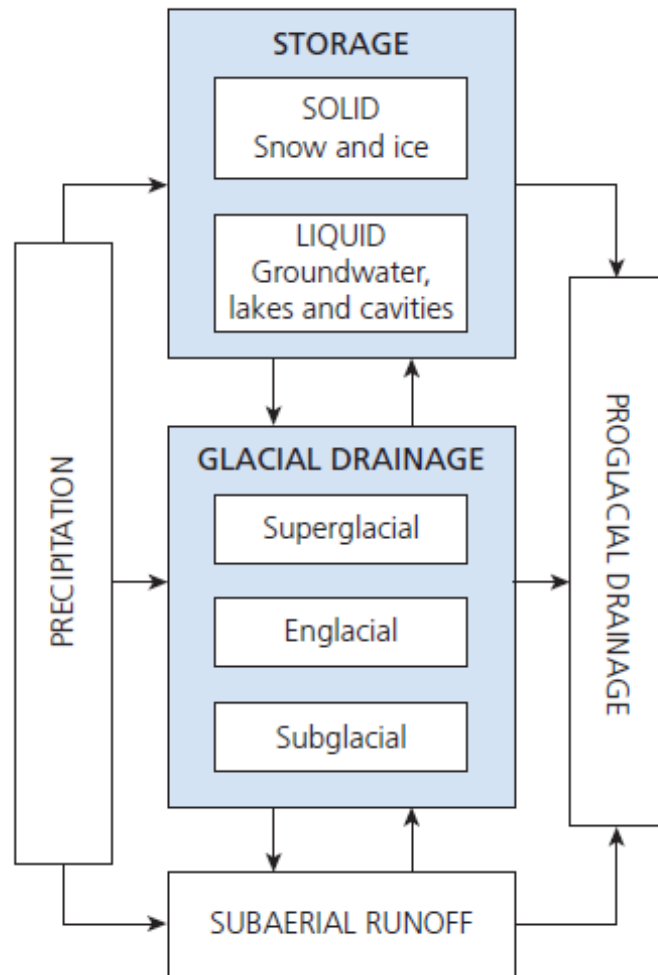 STORAGE
SOLID
Snow and ice
LIQUID
Groundwater,
lakes and cavities
PRECIPITATION
GLACIAL DRAINAGE
Superglacial
Englacial
Subglacial
PROGLACIAL DRAINAGE
SUBAERIAL RUNOFF